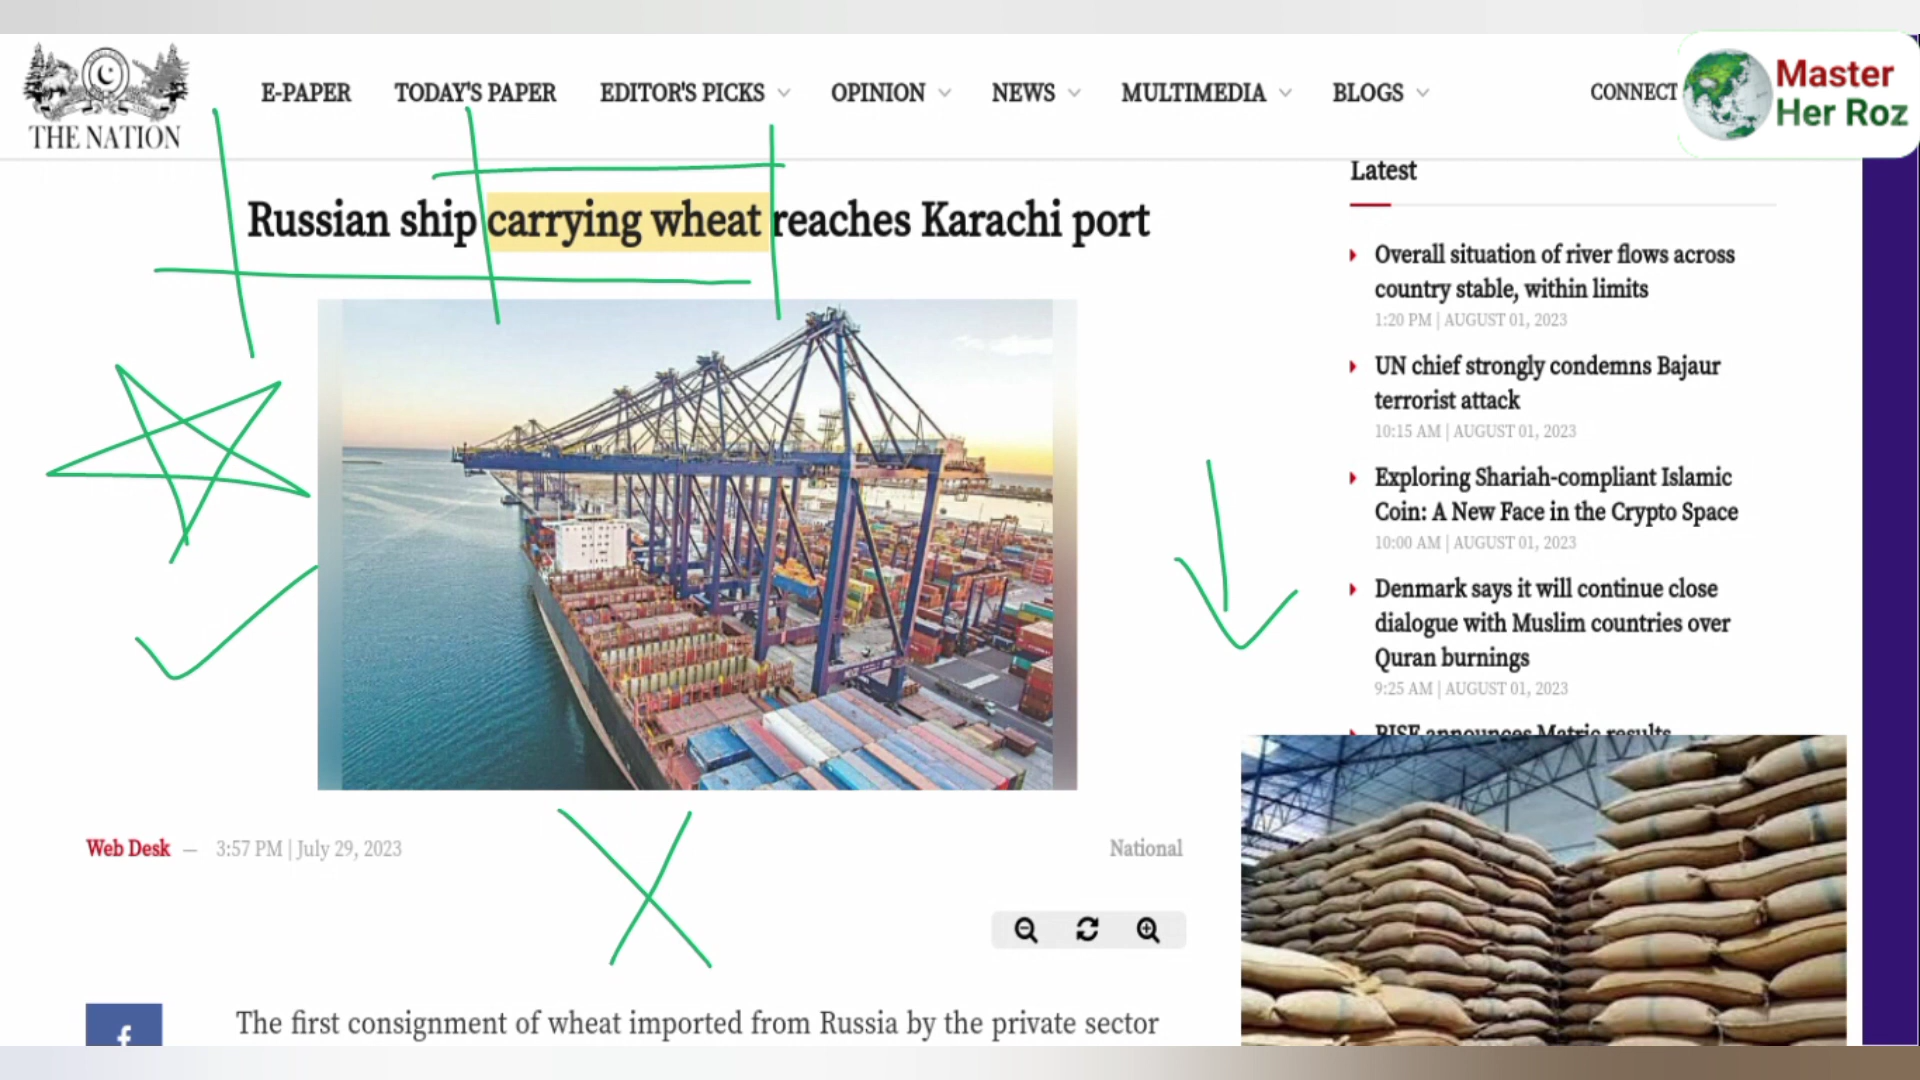 THE NATION
E-PAPER TODAY'S PAPER EDITOR'S PICKS OPINION NEWS MULTIMEDIA BLOGS CONNECT
Master
Her Roz
Russian ship carrying wheat reaches Karachi port
Web Desk — 3:57 PM | July 29, 2023 National
The first consignment of wheat imported from Russia by the private sector
Latest
Overall situation of river flows across
country stable, within limits
1:20 PM | AUGUST 01, 2023
UN chief strongly condemns Bajaur
terrorist attack
10:15 AM | AUGUST 01, 2023
Exploring Shariah-compliant Islamic
Coin: A New Face in the Crypto Space
10:00 AM | AUGUST 01, 2023
Denmark says it will continue close
dialogue with Muslim countries over
Quran burnings
9:25 AM | AUGUST 01, 2023
announces Matric results